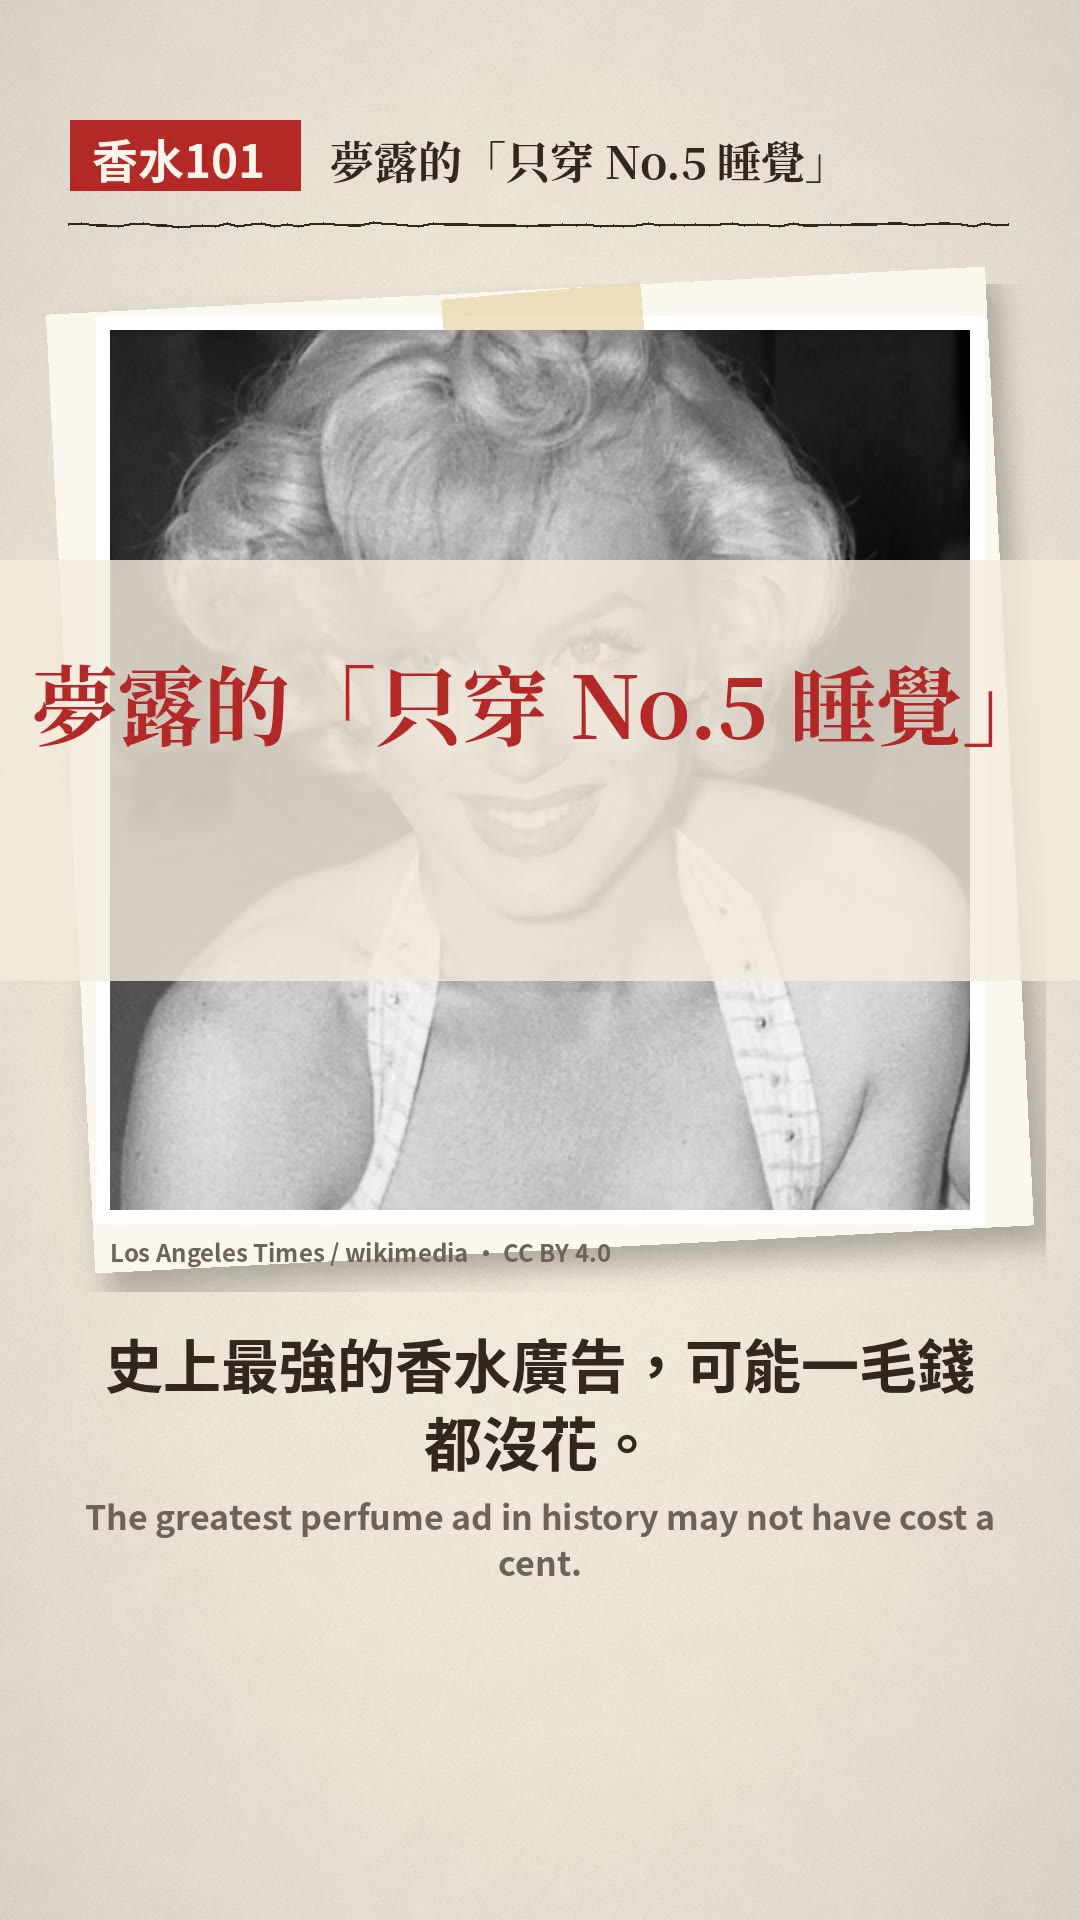 香水101 夢露的「只穿 No.5 睡覺」
夢露的「只穿 No.5 睡覺」
Los Angeles Times / wikimedia ・ CC BY 4.0
史上最強的香水廣告，可能一毛錢
都沒花。
The greatest perfume ad in history may not have cost a
cent.